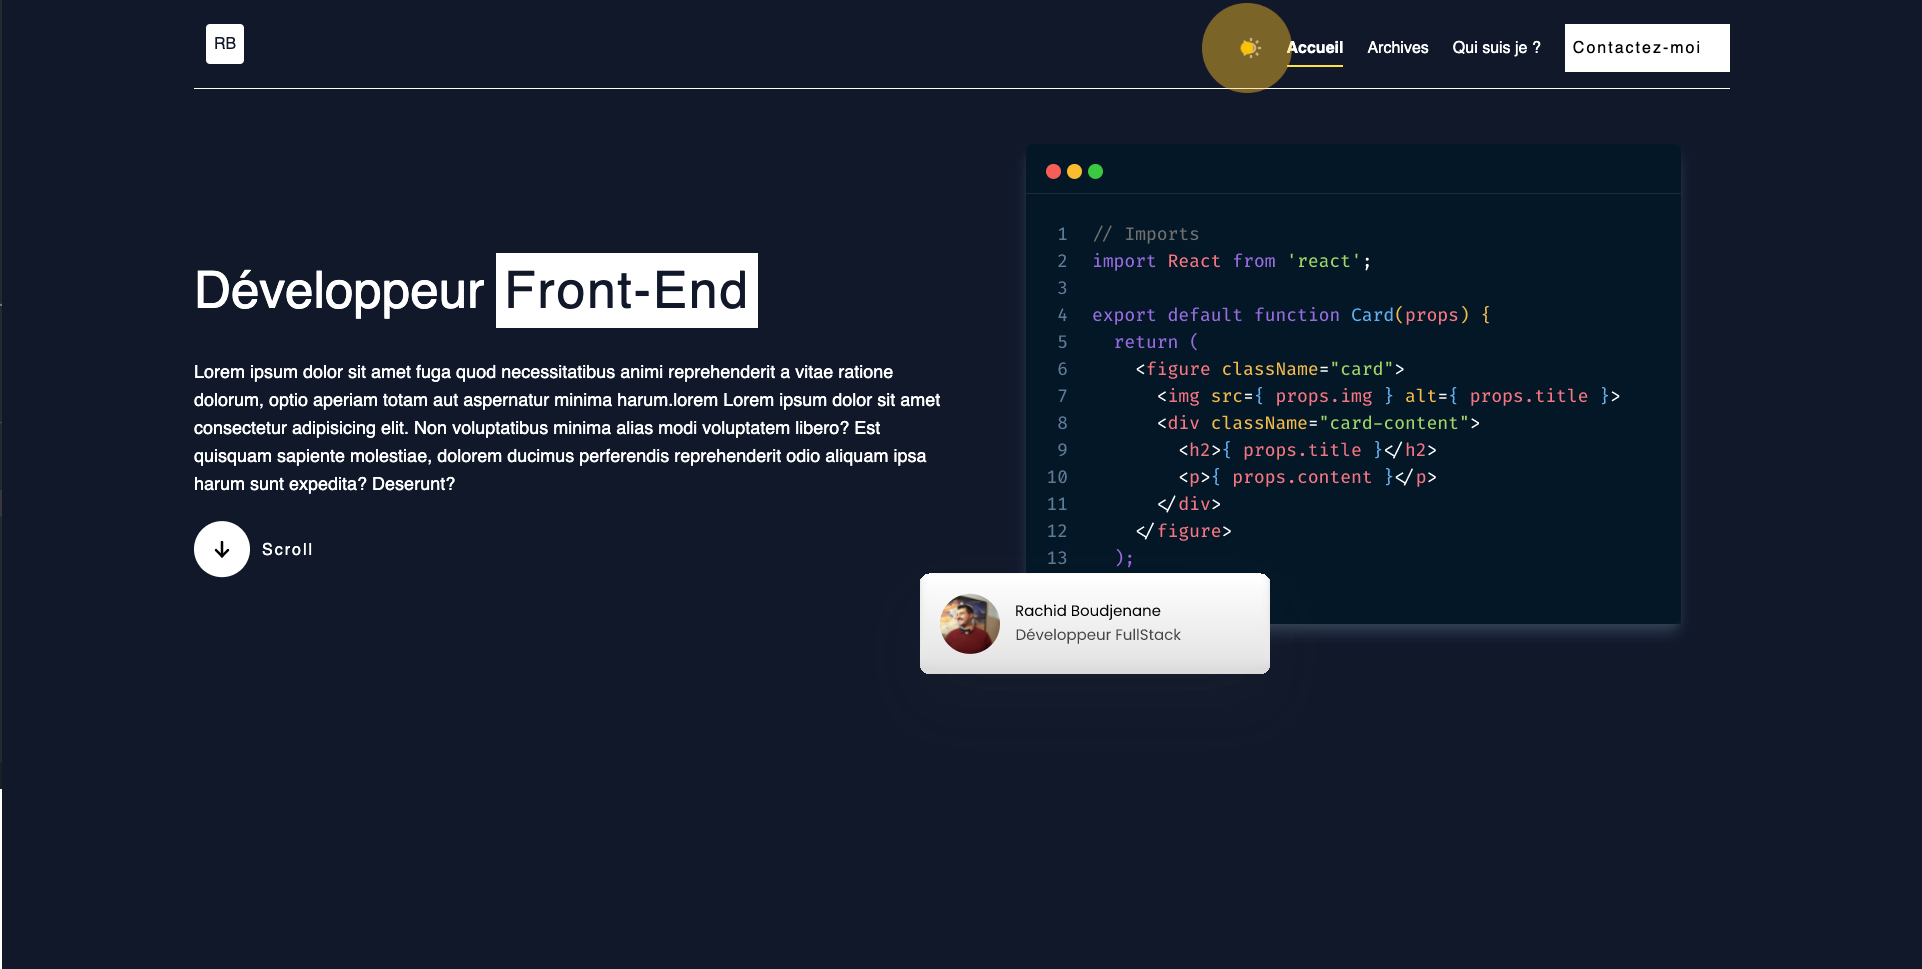 RB
Accueil
Archives
Qui suis je ?
Contactez-moi
Développeur Front-End
Lorem ipsum dolor sit amet fuga quod necessitatibus animi reprehenderit a vitae ratione
dolorum, optio aperiam totam aut aspernatur minima harum.lorem Lorem ipsum dolor sit amet
consectetur adipisicing elit. Non voluptatibus minima alias modi voluptatem libero? Est
quisquam sapiente molestiae, dolorem ducimus perferendis reprehenderit odio aliquam ipsa
harum sunt expedita? Deserunt?
Scroll
1 // Imports
2 import React from 'react';
3
4 export default function Card(props) {
5 return (
6 <figure className="card">
7 <img src={ props.img } alt={ props.title }>
8 <div className="card-content">
9 <h2>{ props.title }</h2>
10 <p>{ props.content }</p>
11 </div>
12 </figure>
13 );
Rachid Boudjenane
Développeur FullStack